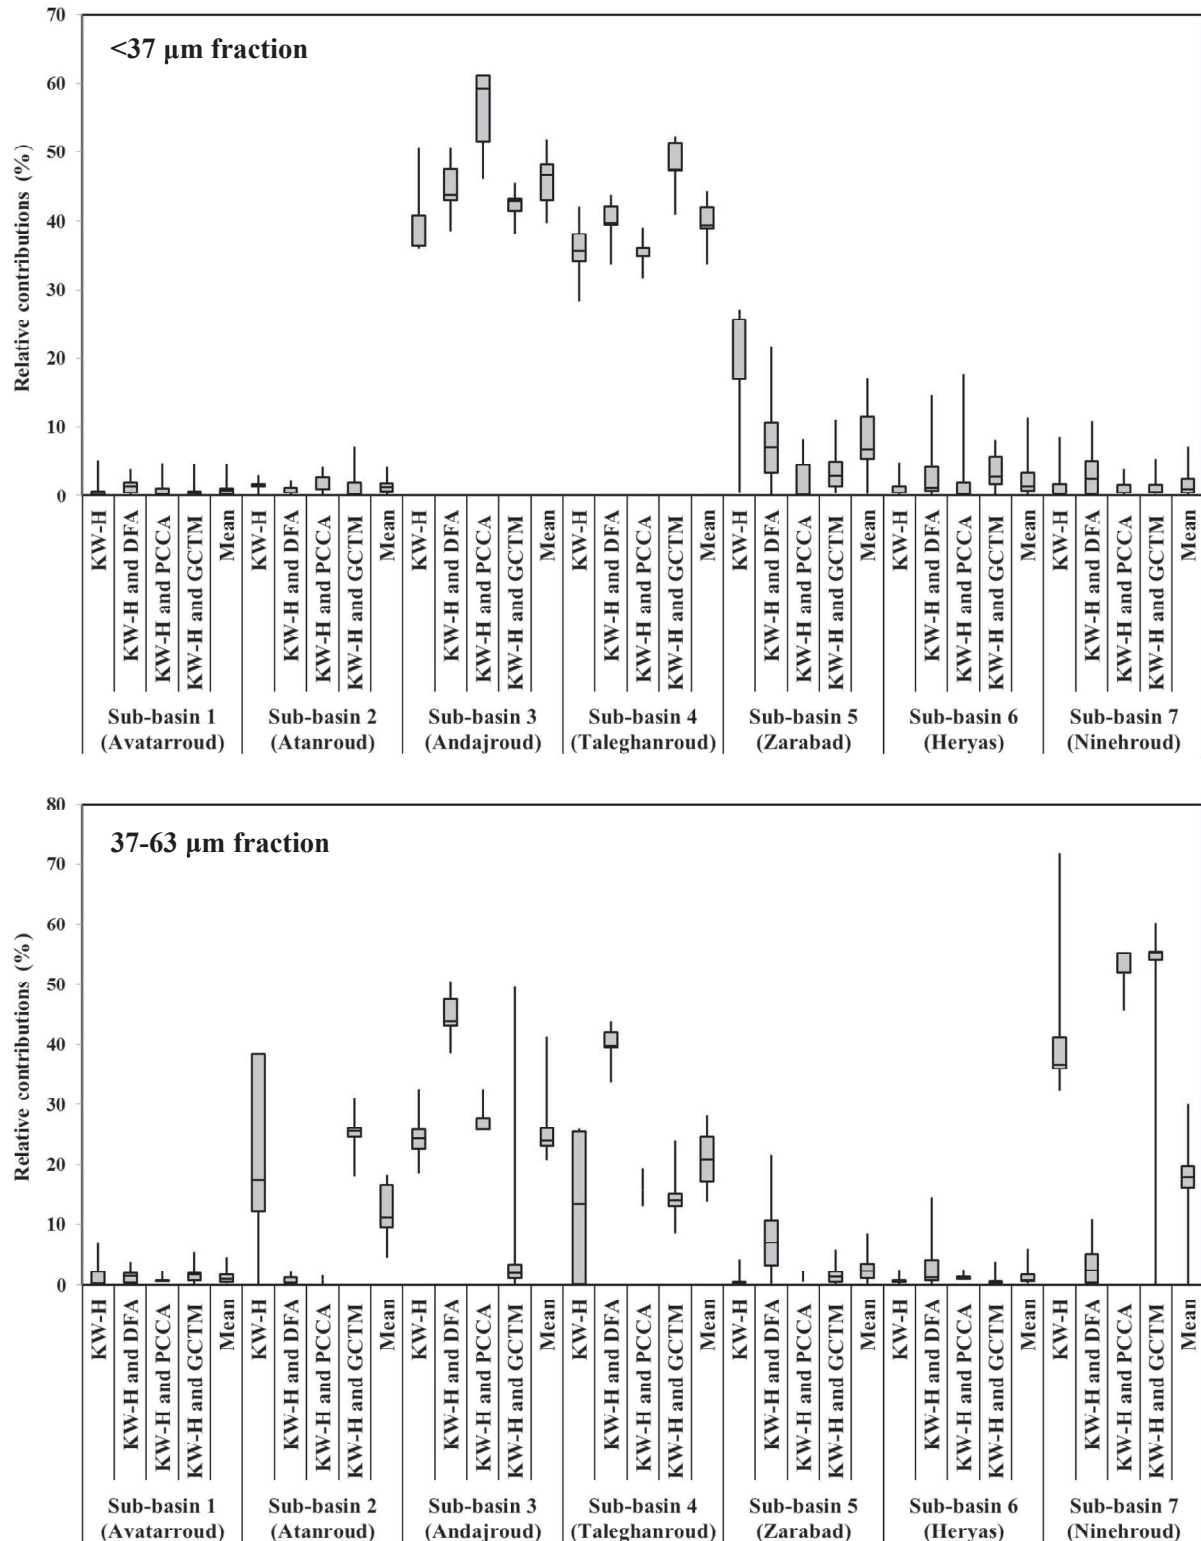 <37 µm fraction
Relative contributions (%)
70
60
50
40
30
20
10
0
KW-H
KW-H and DFA
KW-H and PCCA
KW-H and GCTM
Mean
KW-H
KW-H and DFA
KW-H and PCCA
KW-H and GCTM
Mean
KW-H
KW-H and DFA
KW-H and PCCA
KW-H and GCTM
Mean
KW-H
KW-H and DFA
KW-H and PCCA
KW-H and GCTM
Mean
KW-H
KW-H and DFA
KW-H and PCCA
KW-H and GCTM
Mean
KW-H
KW-H and DFA
KW-H and PCCA
KW-H and GCTM
Mean
KW-H
KW-H and DFA
KW-H and PCCA
KW-H and GCTM
Mean
Sub-basin 1
(Avatarroud)
Sub-basin 2
(Atanroud)
Sub-basin 3
(Andajroud)
Sub-basin 4
(Taleghanroud)
Sub-basin 5
(Zarabad)
Sub-basin 6
(Heryas)
Sub-basin 7
(Ninehroud)
37-63 µm fraction
Relative contributions (%)
80
70
60
50
40
30
20
10
0
KW-H
KW-H and DFA
KW-H and PCCA
KW-H and GCTM
Mean
KW-H
KW-H and DFA
KW-H and PCCA
KW-H and GCTM
Mean
KW-H
KW-H and DFA
KW-H and PCCA
KW-H and GCTM
Mean
KW-H
KW-H and DFA
KW-H and PCCA
KW-H and GCTM
Mean
KW-H
KW-H and DFA
KW-H and PCCA
KW-H and GCTM
Mean
KW-H
KW-H and DFA
KW-H and PCCA
KW-H and GCTM
Mean
KW-H
KW-H and DFA
KW-H and PCCA
KW-H and GCTM
Mean
Sub-basin 1
(Avatarroud)
Sub-basin 2
(Atanroud)
Sub-basin 3
(Andajroud)
Sub-basin 4
(Taleghanroud)
Sub-basin 5
(Zarabad)
Sub-basin 6
(Heryas)
Sub-basin 7
(Ninehroud)